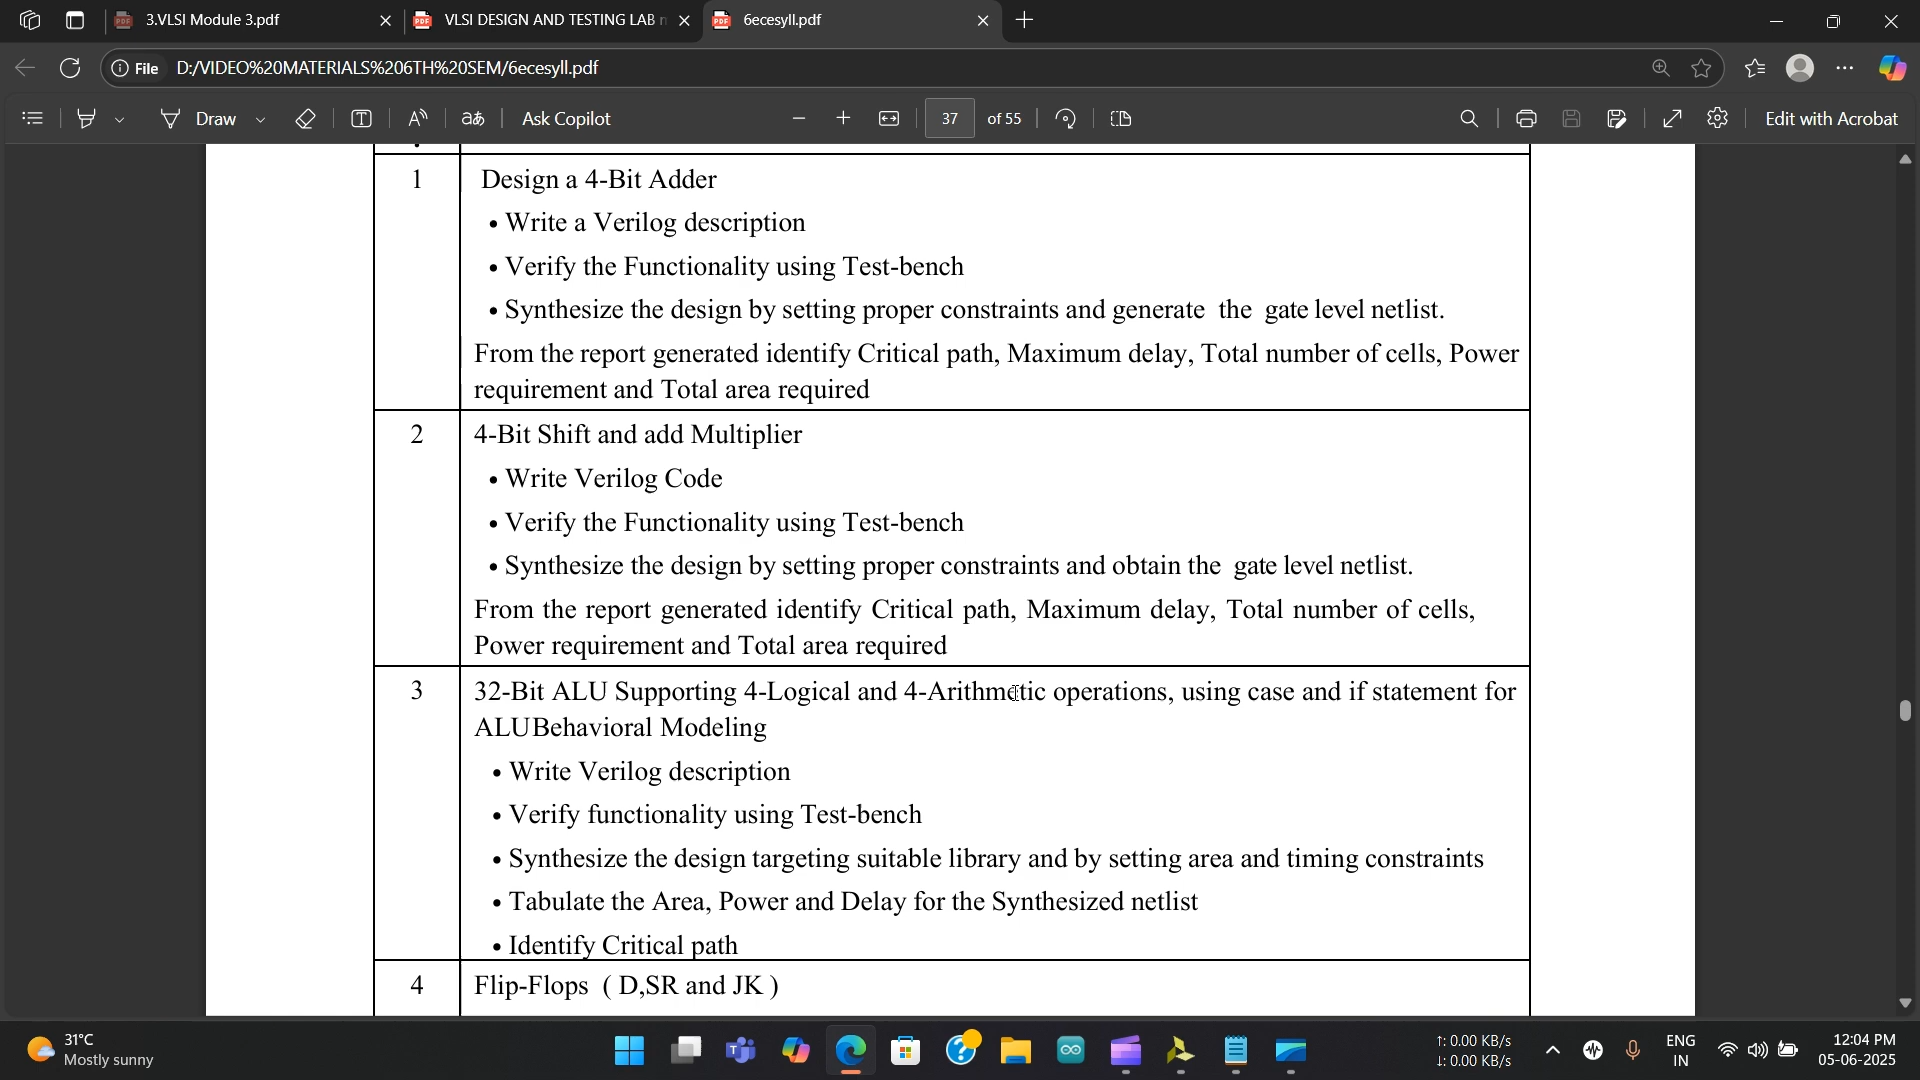 3.VLSI Module 3.pdf
VLSI DESIGN AND TESTING LAB
6ecesyll.pdf
File D:/VIDEO%20MATERIALS%206TH%20SEM/6ecesyll.pdf
Draw
Ask Copilot
37 of 55
Edit with Acrobat
1 Design a 4-Bit Adder
• Write a Verilog description
• Verify the Functionality using Test-bench
• Synthesize the design by setting proper constraints and generate the gate level netlist.
From the report generated identify Critical path, Maximum delay, Total number of cells, Power
requirement and Total area required
2 4-Bit Shift and add Multiplier
• Write Verilog Code
• Verify the Functionality using Test-bench
• Synthesize the design by setting proper constraints and obtain the gate level netlist.
From the report generated identify Critical path, Maximum delay, Total number of cells,
Power requirement and Total area required
3 32-Bit ALU Supporting 4-Logical and 4-Arithmetic operations, using case and if statement for
ALUBehavioral Modeling
• Write Verilog description
• Verify functionality using Test-bench
• Synthesize the design targeting suitable library and by setting area and timing constraints
• Tabulate the Area, Power and Delay for the Synthesized netlist
• Identify Critical path
4 Flip-Flops ( D,SR and JK )
31°C
Mostly sunny
↑: 0.00 KB/s
↓: 0.00 KB/s
ENG
IN
12:04 PM
05-06-2025